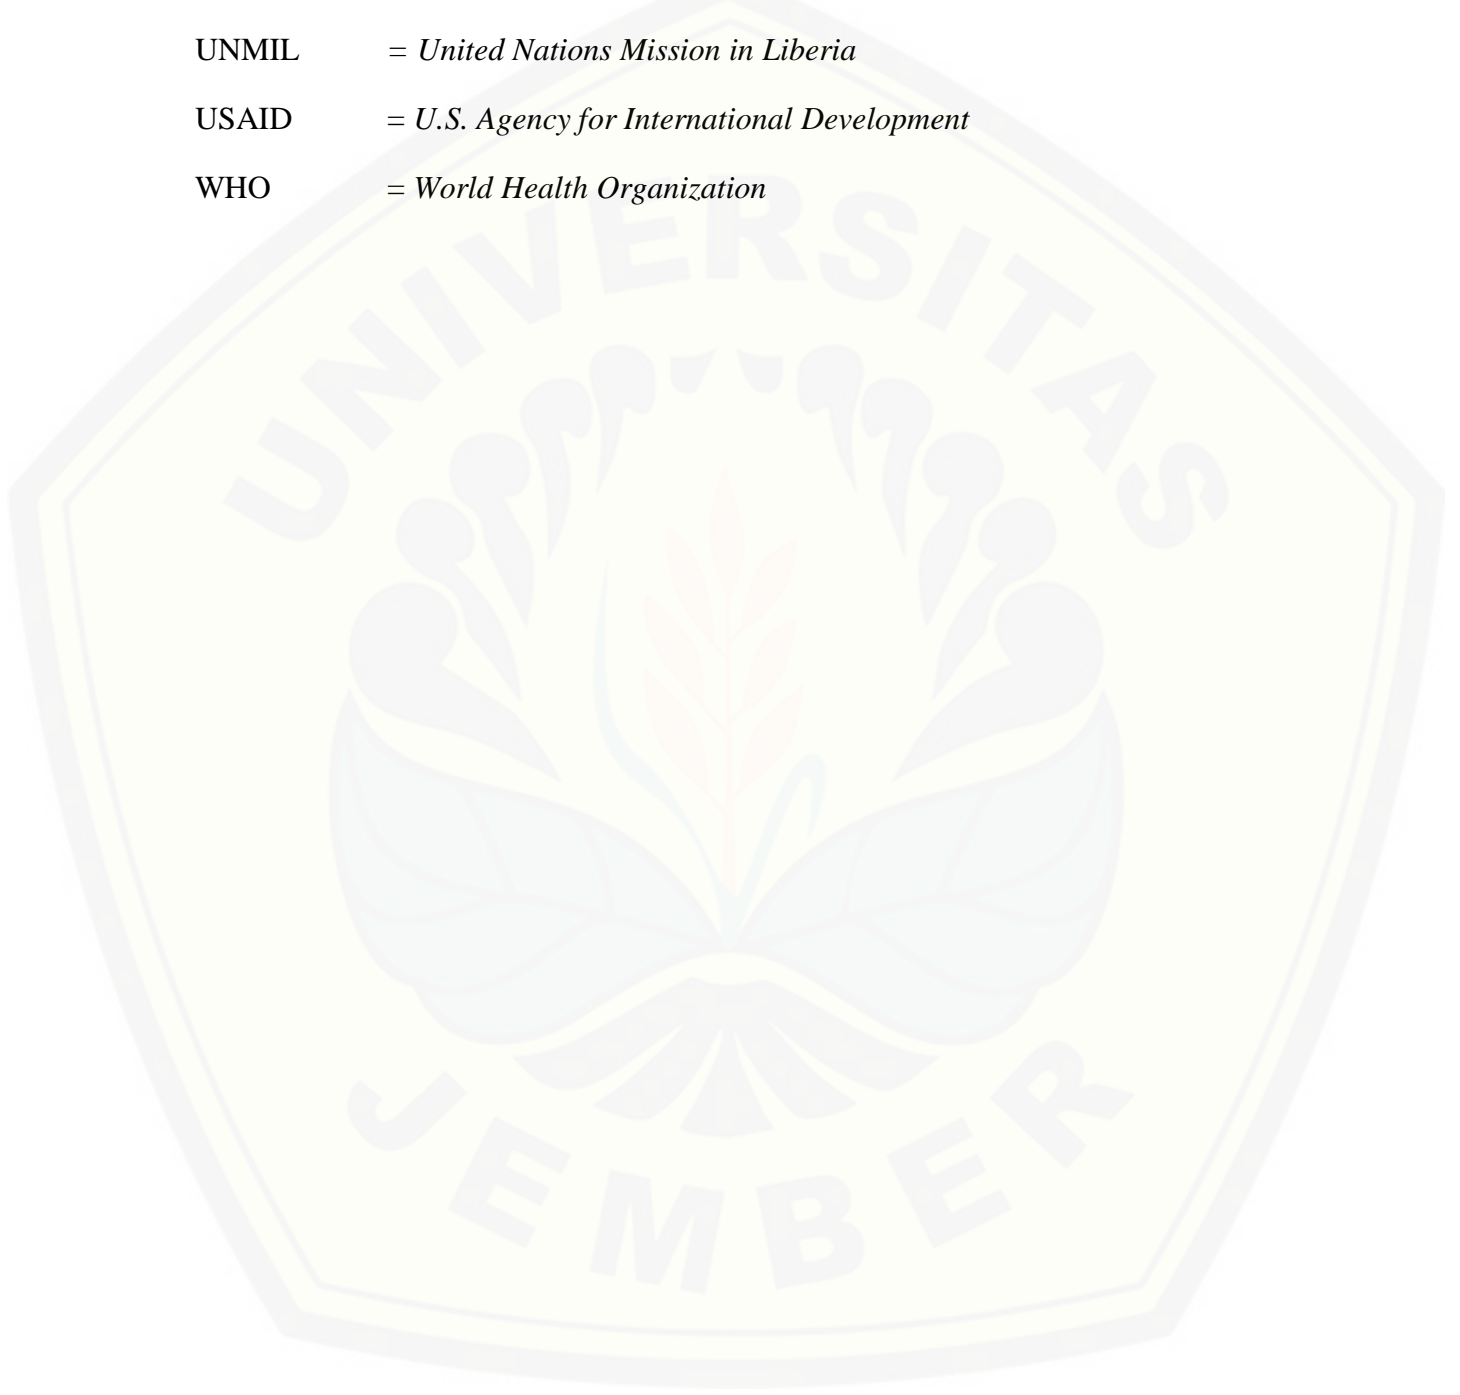 UNMIL = United Nations Mission in Liberia
USAID = U.S. Agency for International Development
WHO = World Health Organization
UNIVERSITAS
JEMBER